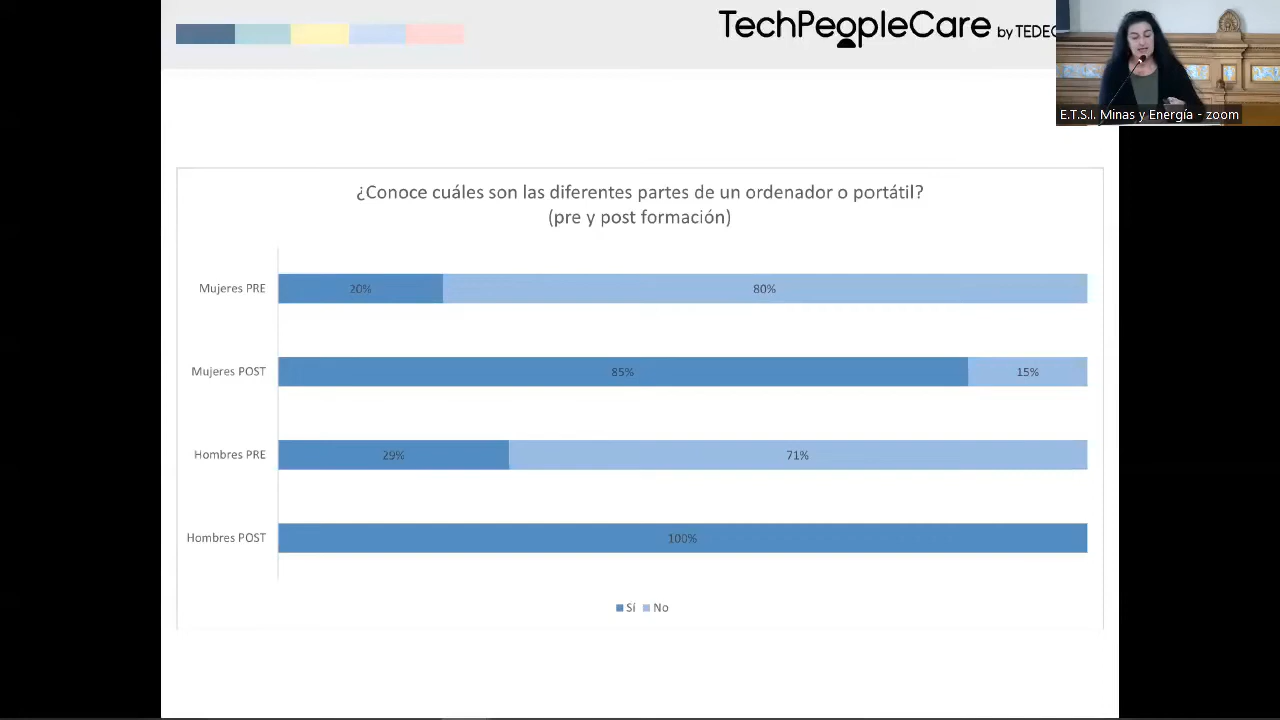 TechPeopleCare by TEDEC
E.T.S.I. Minas y Energía - zoom
¿Conoce cuáles son las diferentes partes de un ordenador o portátil?
(pre y post formación)
Mujeres PRE
20%
80%
Mujeres POST
85%
15%
Hombres PRE
29%
71%
Hombres POST
100%
Sí No